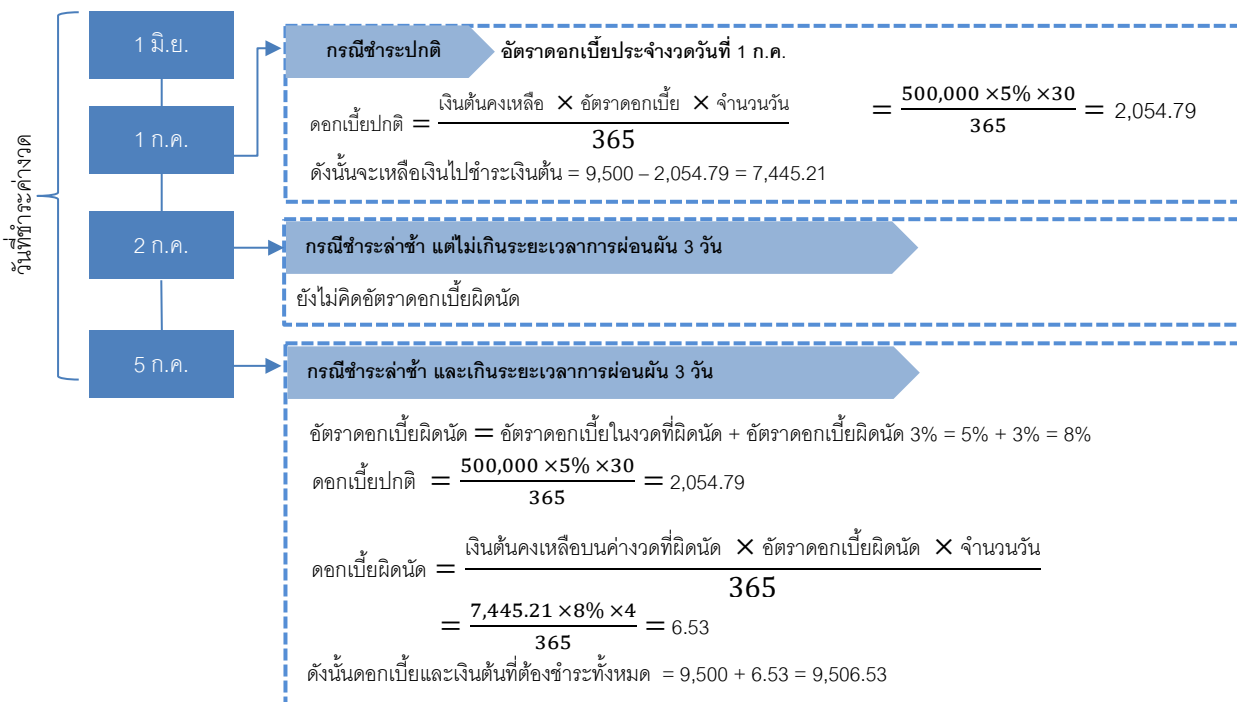 วันที่ชำระค่างวด
1 มิ.ย.
1 ก.ค.
2 ก.ค.
5 ก.ค.
กรณีชำระปกติ อัตราดอกเบี้ยประจำงวดวันที่ 1 ก.ค.
ดอกเบี้ยปกติ = เงินต้นคงเหลือ × อัตราดอกเบี้ย × จำนวนวัน / 365 = 500,000 ×5% ×30 / 365 = 2,054.79
ดังนั้นจะเหลือเงินไปชำระเงินต้น = 9,500 – 2,054.79 = 7,445.21
กรณีชำระล่าช้า แต่ไม่เกินระยะเวลาการผ่อนผัน 3 วัน
ยังไม่คิดอัตราดอกเบี้ยผิดนัด
กรณีชำระล่าช้า และเกินระยะเวลาการผ่อนผัน 3 วัน
อัตราดอกเบี้ยผิดนัด = อัตราดอกเบี้ยในงวดที่ผิดนัด + อัตราดอกเบี้ยผิดนัด 3% = 5% + 3% = 8%
ดอกเบี้ยปกติ = 500,000 ×5% ×30 / 365 = 2,054.79
ดอกเบี้ยผิดนัด = เงินต้นคงเหลือบนค่างวดที่ผิดนัด × อัตราดอกเบี้ยผิดนัด × จำนวนวัน / 365
= 7,445.21 ×8% ×4 / 365 = 6.53
ดังนั้นดอกเบี้ยและเงินต้นที่ต้องชำระทั้งหมด = 9,500 + 6.53 = 9,506.53